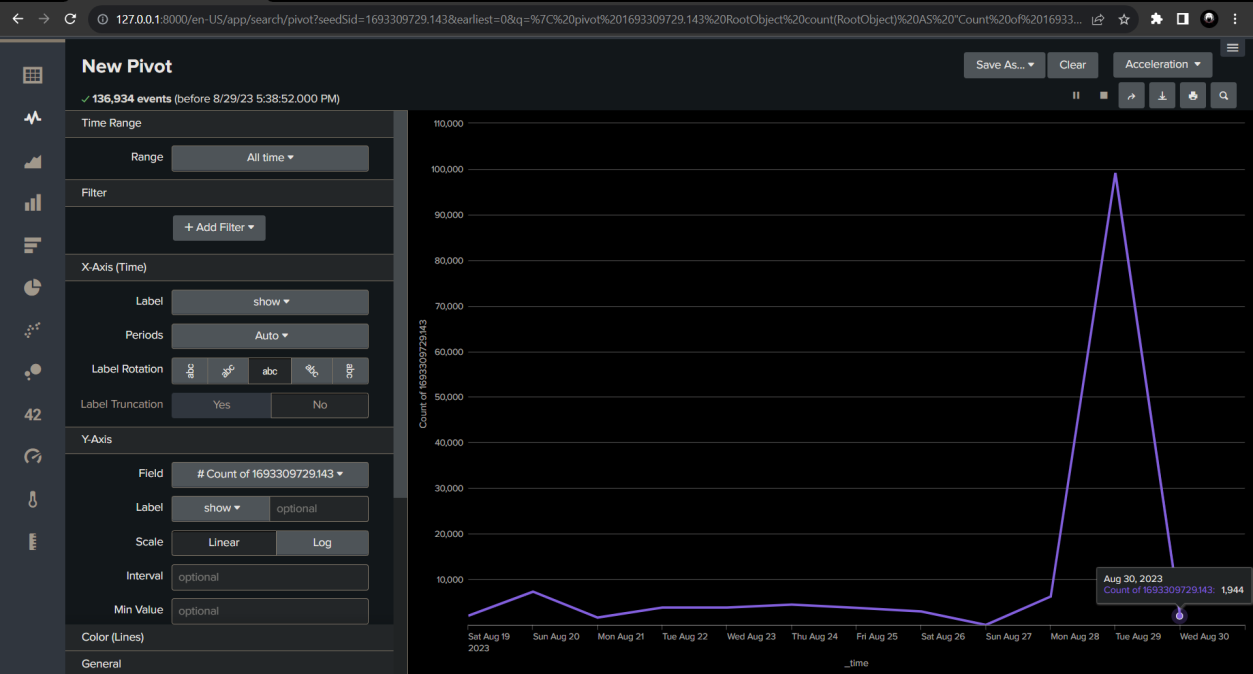 127.0.0.1:8000/en-US/app/search/pivot?seedSid=1693309729.143&earliest=0&q=%7C%20pivot%201693309729.143%20RootObject%20count(RootObject)%20AS%20"Count%20of%201693...
New Pivot
Save As...
Clear
Acceleration
136,934 events (before 8/29/23 5:38:52.000 PM)
Time Range
Range
All time
Filter
+ Add Filter
X-Axis (Time)
Label
show
Periods
Auto
Label Rotation
abc
abc
abc
abc
abc
Label Truncation
Yes
No
Y-Axis
Field
# Count of 1693309729.143
Label
show
optional
Scale
Linear
Log
Interval
optional
Min Value
optional
Color (Lines)
General
42
Count of 1693309729.143
110,000
100,000
90,000
80,000
70,000
60,000
50,000
40,000
30,000
20,000
10,000
Aug 30, 2023
Count of 1693309729.143: 1,944
Sat Aug 19
2023
Sun Aug 20
Mon Aug 21
Tue Aug 22
Wed Aug 23
Thu Aug 24
Fri Aug 25
Sat Aug 26
Sun Aug 27
Mon Aug 28
Tue Aug 29
Wed Aug 30
_time